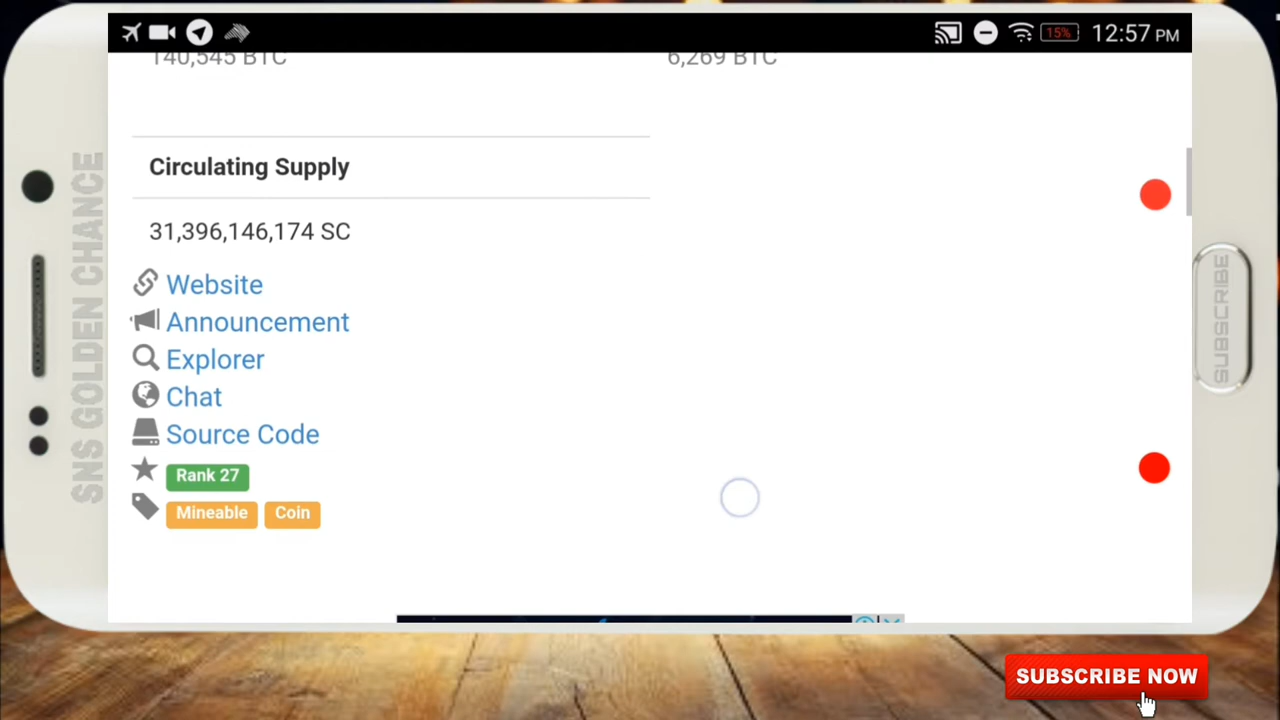 15% 12:57 PM
140,545 BTC 6,269 BTC
Circulating Supply
31,396,146,174 SC
Website
Announcement
Explorer
Chat
Source Code
Rank 27
Mineable Coin
SNS GOLDEN CHANCE
SUBSCRIBE
SUBSCRIBE NOW